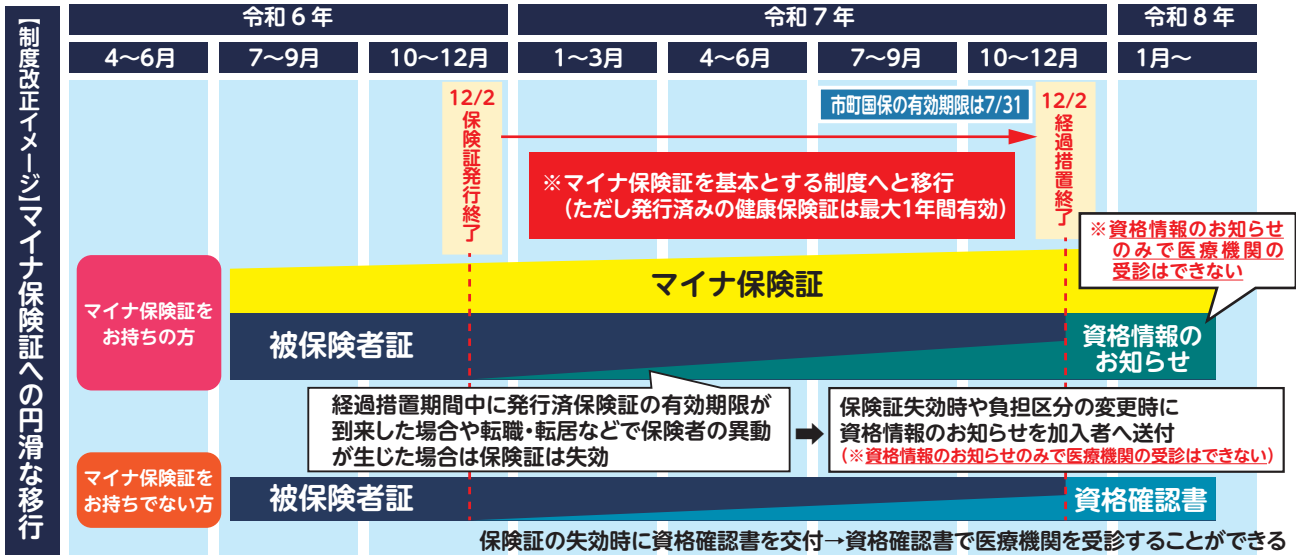 【制度改正イメージ】マイナ保険証への円滑な移行
令和6年
令和7年
令和8年
4〜6月
7〜9月
10〜12月
1〜3月
4〜6月
7〜9月
10〜12月
1月〜
12/2
保険証発行終了
市町国保の有効期限は7/31
12/2
経過措置終了
※マイナ保険証を基本とする制度へと移行
（ただし発行済みの健康保険証は最大1年間有効）
※資格情報のお知らせ
のみで医療機関の
受診はできない
マイナ保険証を
お持ちの方
マイナ保険証
被保険者証
資格情報の
お知らせ
経過措置期間中に発行済保険証の有効期限が
到来した場合や転職・転居などで保険者の異動
が生じた場合は保険証は失効
➡
保険証失効時や負担区分の変更時に
資格情報のお知らせを加入者へ送付
（※資格情報のお知らせのみで医療機関の受診はできない）
マイナ保険証を
お持ちでない方
被保険者証
資格確認書
保険証の失効時に資格確認書を交付→資格確認書で医療機関を受診することができる